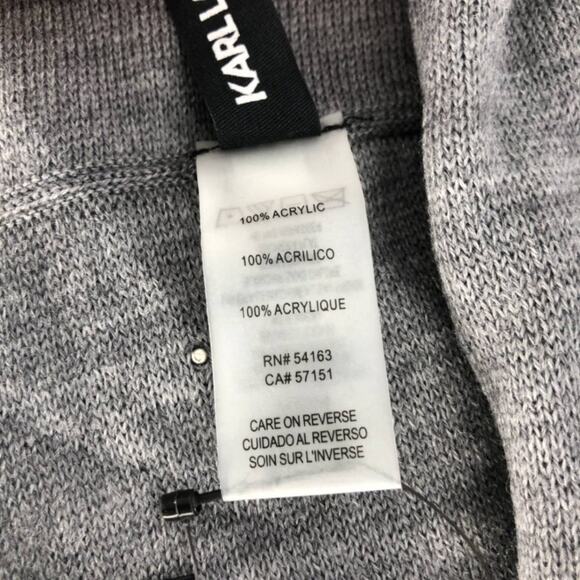 KARL
100% ACRYLIC
100% ACRILICO
100% ACRYLIQUE
RN# 54163
CA# 57151
CARE ON REVERSE
CUIDADO AL REVERSO
SOIN SUR L'INVERSE